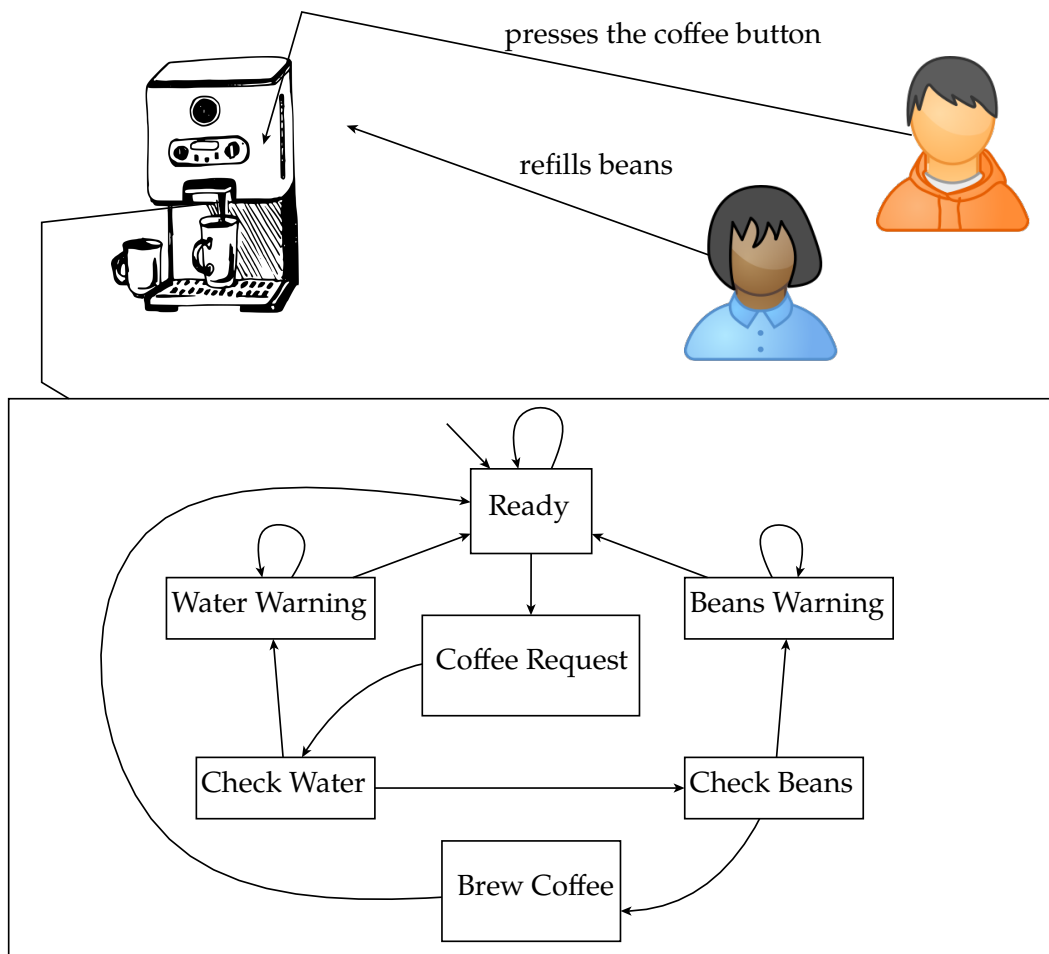 presses the coffee button
refills beans
Ready
Water Warning
Beans Warning
Coffee Request
Check Water
Check Beans
Brew Coffee